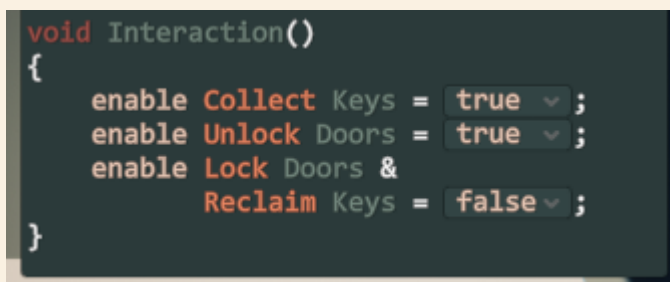 void Interaction()
{
enable Collect Keys = true ;
enable Unlock Doors = true ;
enable Lock Doors &
Reclaim Keys = false ;
}